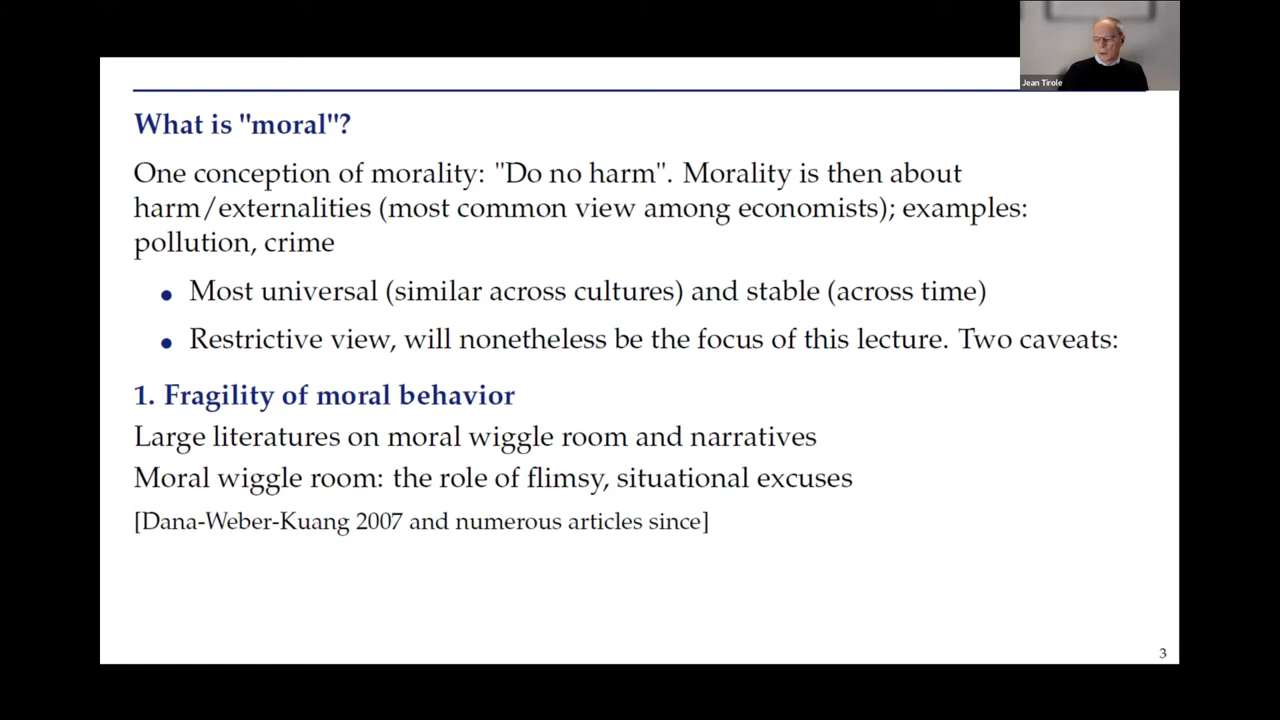 Jean Tirole
What is "moral"?
One conception of morality: "Do no harm". Morality is then about
harm/externalities (most common view among economists); examples:
pollution, crime
• Most universal (similar across cultures) and stable (across time)
• Restrictive view, will nonetheless be the focus of this lecture. Two caveats:
1. Fragility of moral behavior
Large literatures on moral wiggle room and narratives
Moral wiggle room: the role of flimsy, situational excuses
[Dana-Weber-Kuang 2007 and numerous articles since]
3